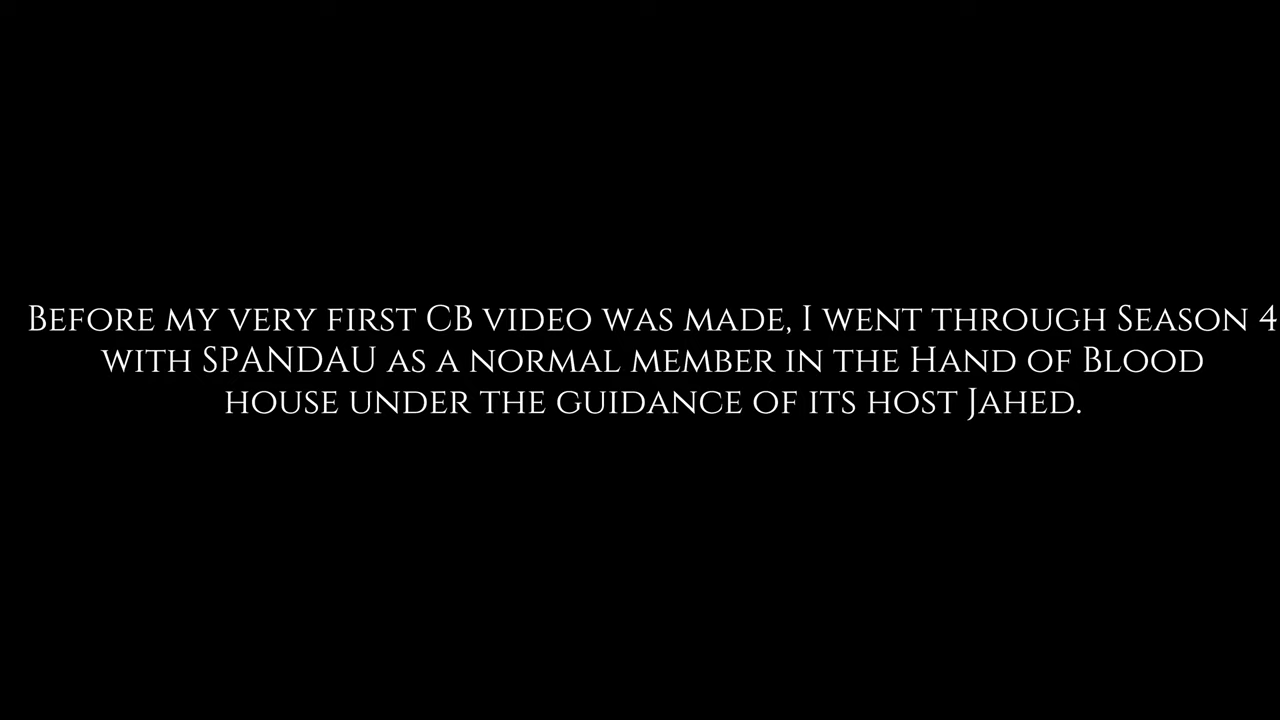 Before my very first CB video was made, I went through Season 4
with SPANDAU as a normal member in the Hand of Blood
house under the guidance of its host Jahed.